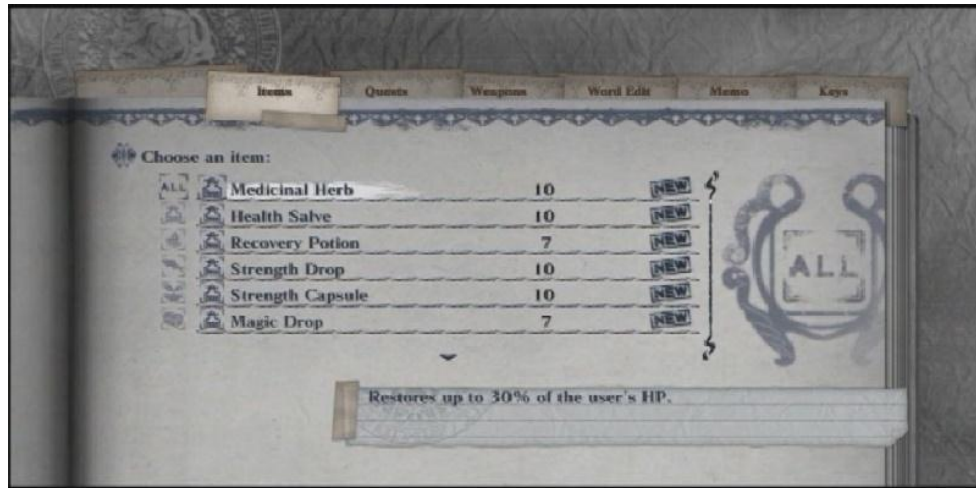 Items Quests Weapons Word Edit Memo Keys
Choose an item:
ALL Medicinal Herb 10 NEW
Health Salve 10 NEW
Recovery Potion 7 NEW
Strength Drop 10 NEW
Strength Capsule 10 NEW
Magic Drop 7 NEW
ALL
Restores up to 30% of the user's HP.